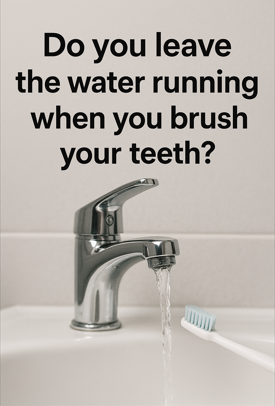 Do you leave
the water running
when you brush
your teeth?